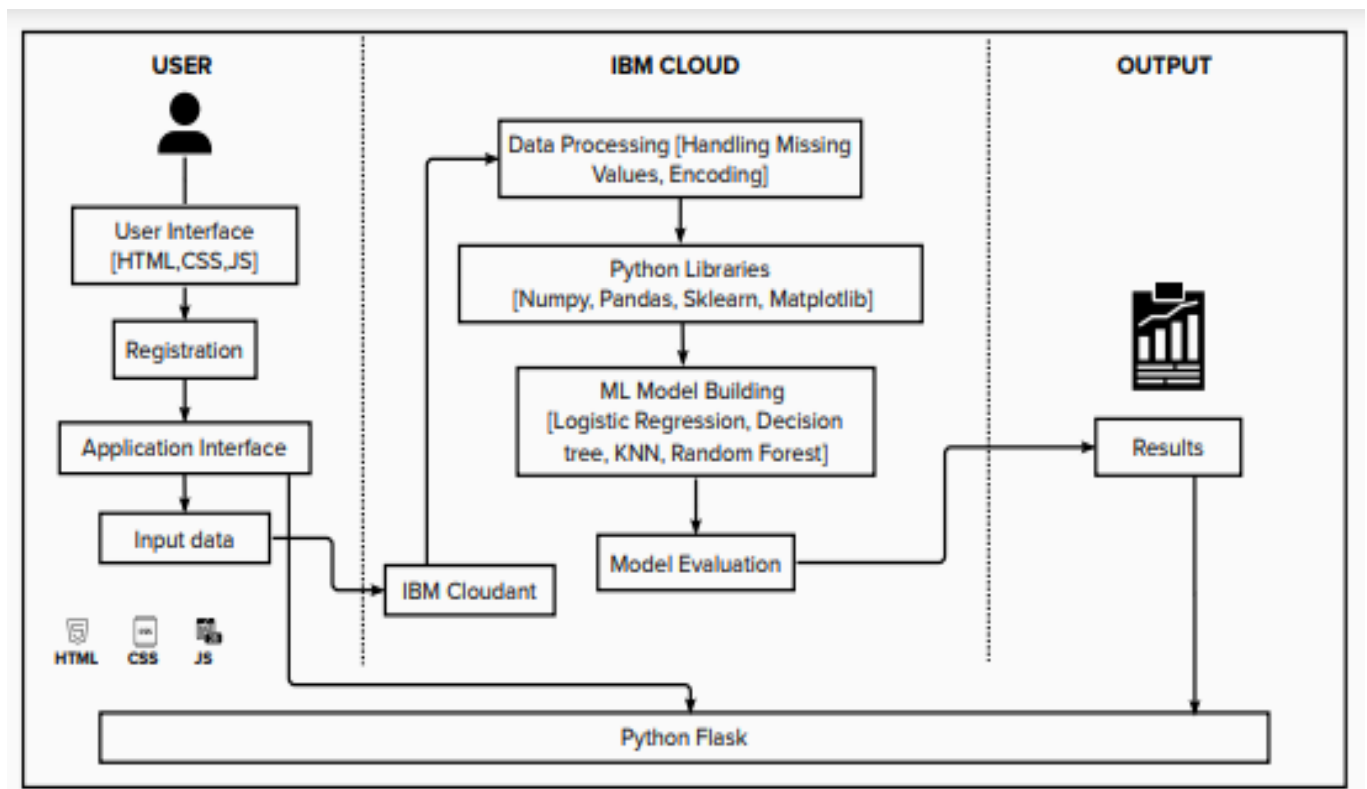 USER
User Interface
[HTML,CSS,JS]
Registration
Application Interface
Input data
HTML
CSS
JS
IBM CLOUD
Data Processing [Handling Missing
Values, Encoding]
Python Libraries
[Numpy, Pandas, Sklearn, Matplotlib]
ML Model Building
[Logistic Regression, Decision
tree, KNN, Random Forest]
Model Evaluation
IBM Cloudant
OUTPUT
Results
Python Flask